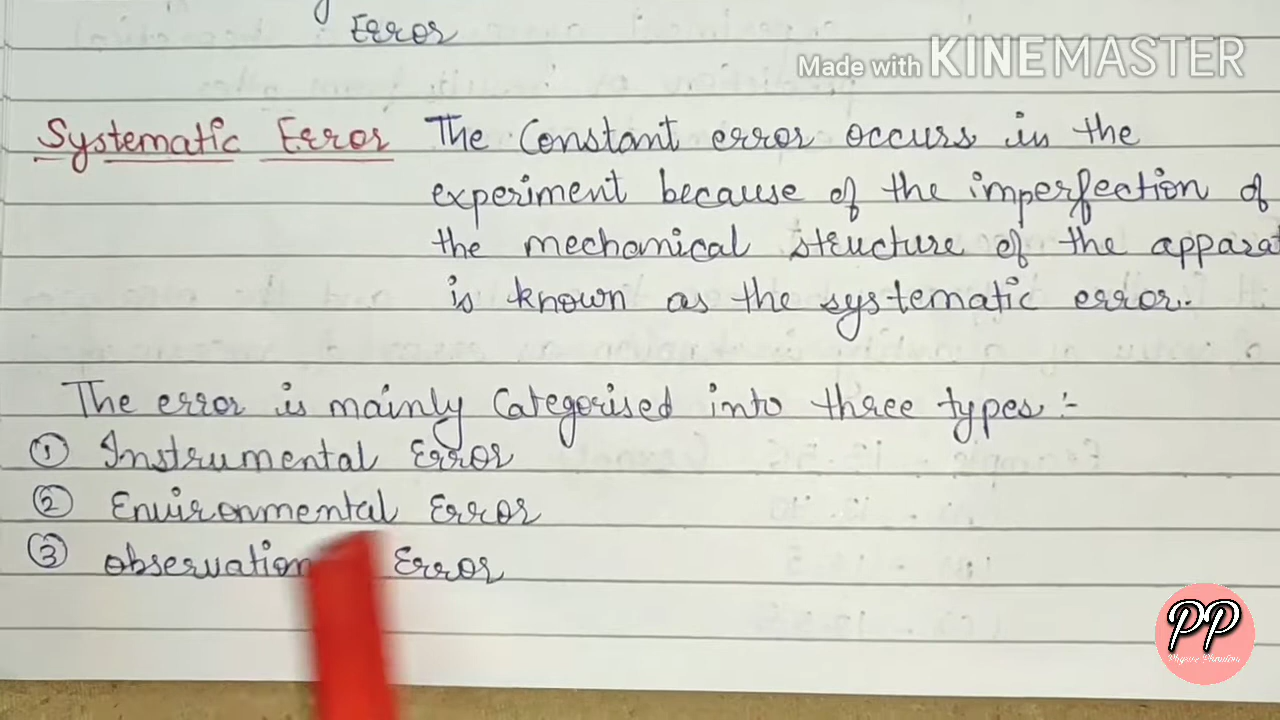 Error
Made with KINEMASTER
Systematic Error The Constant error occurs in the
experiment because of the imperfection of
the mechanical structure of the apparat
is known as the systematic error.
The error is mainly Categorised into three types :-
① Instrumental Error
② Environmental Error
③ Observation Error
PP